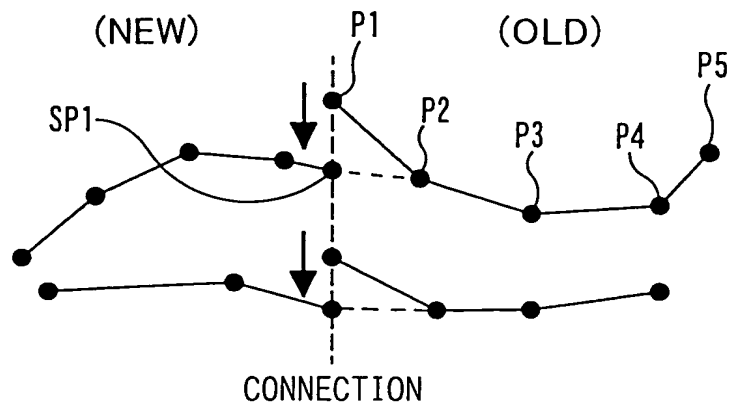 (NEW)
P1
(OLD)
P5
SP1
P2
P3
P4
CONNECTION